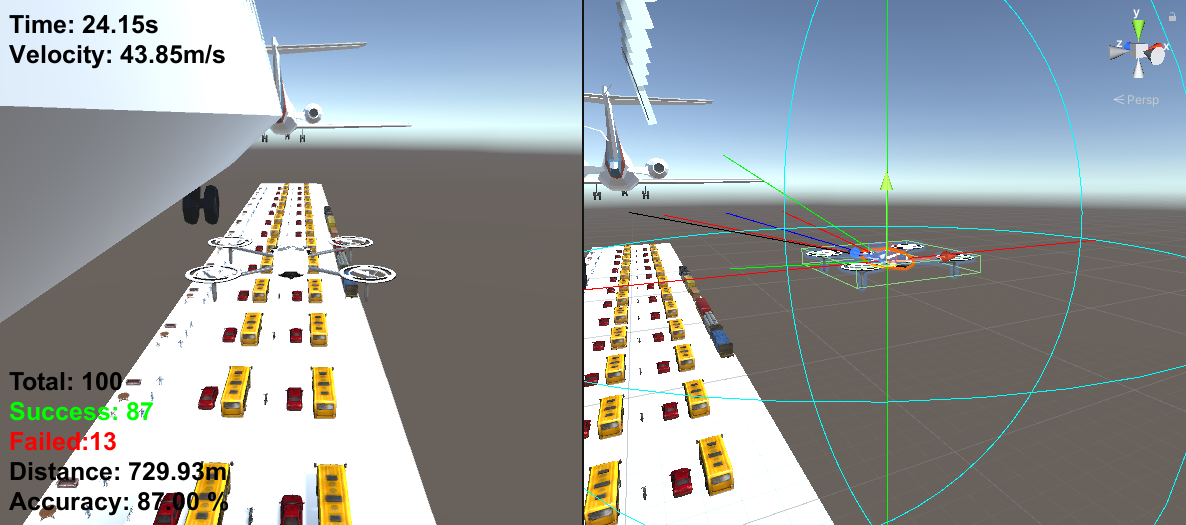 Time: 24.15s
Velocity: 43.85m/s
y
z
x
Persp
Total: 100
Success: 87
Failed:13
Distance: 729.93m
Accuracy: 87.00 %